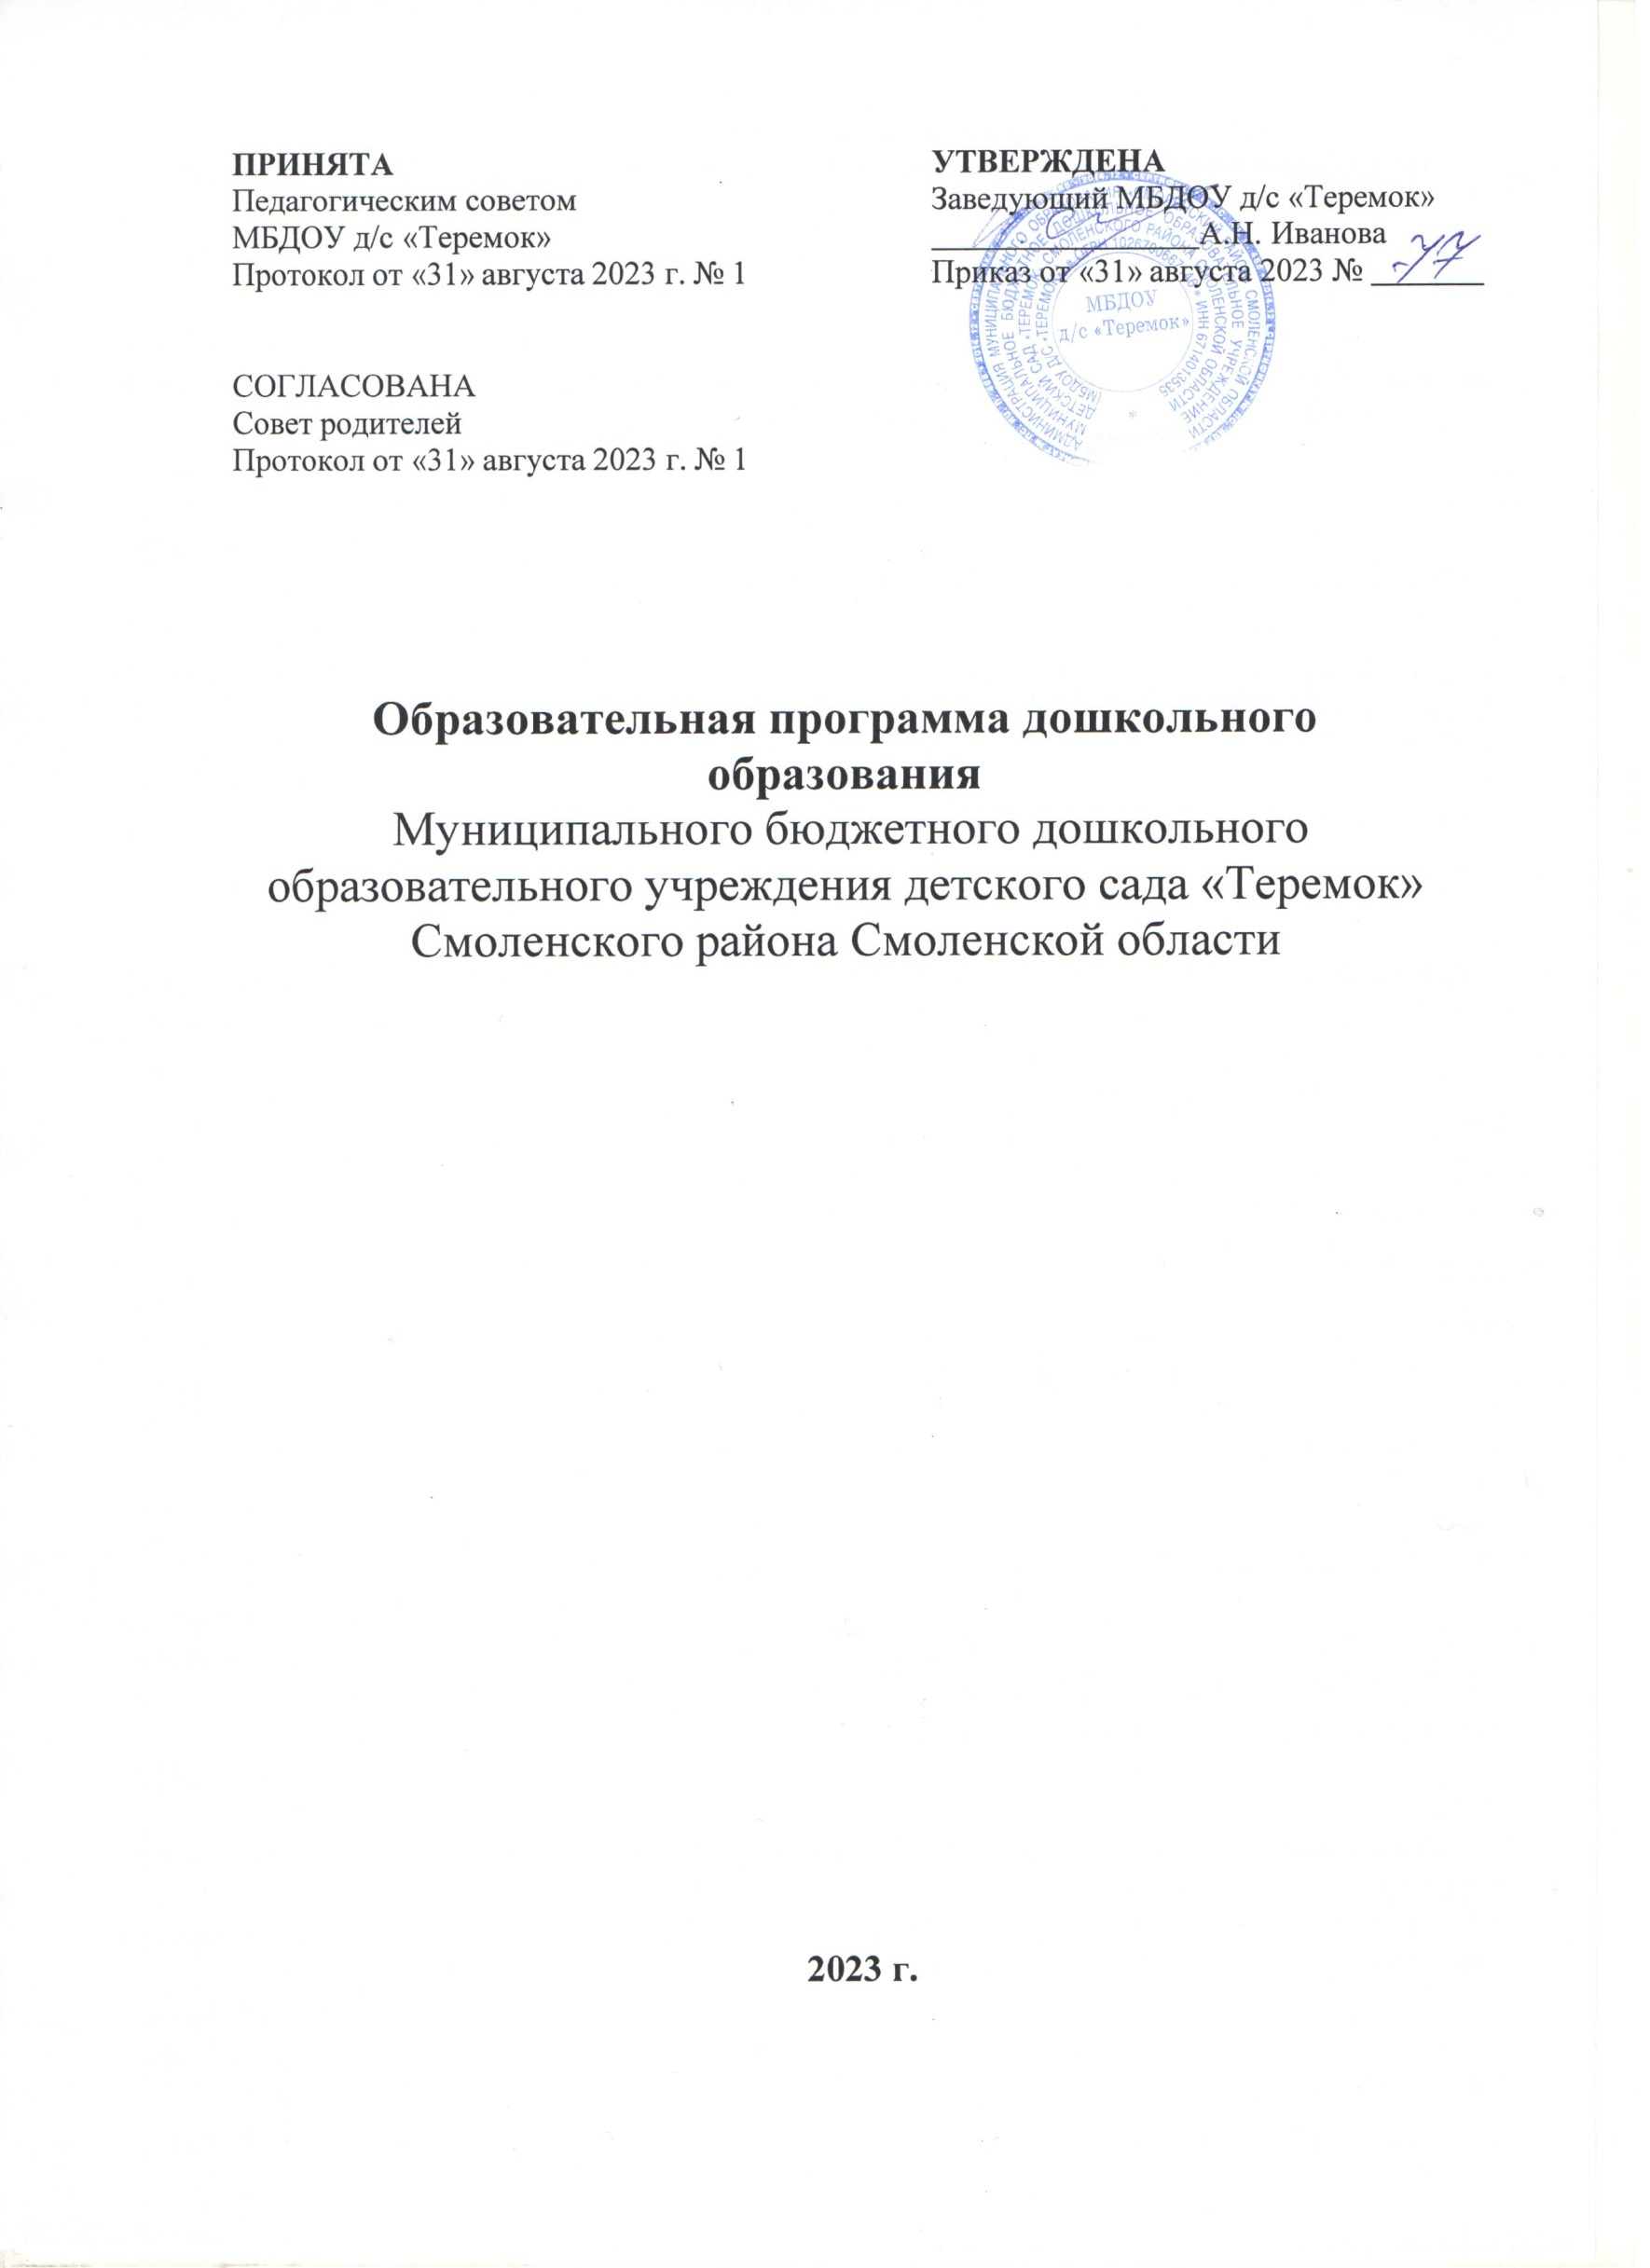 ПРИНЯТА
Педагогическим советом
МБДОУ д/с «Теремок»
Протокол от «31» августа 2023 г. № 1
УТВЕРЖДЕНА
Заведующий МБДОУ д/с «Теремок»
А.Н. Иванова
Приказ от «31» августа 2023 №
МБДОУ
д/с «Теремок»
СОГЛАСОВАНА
Совет родителей
Протокол от «31» августа 2023 г. № 1
Образовательная программа дошкольного
образования
Муниципального бюджетного дошкольного
образовательного учреждения детского сада «Теремок»
Смоленского района Смоленской области
2023 г.